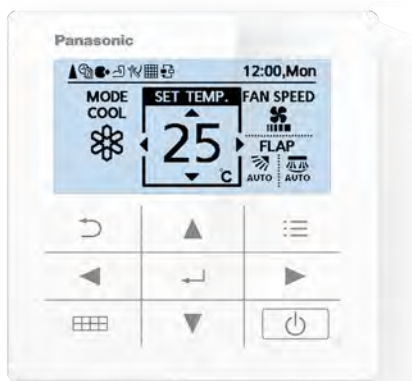 Panasonic
12:00,Mon
MODE
COOL
SET TEMP.
25
°C
FAN SPEED
FLAP
AUTO AUTO